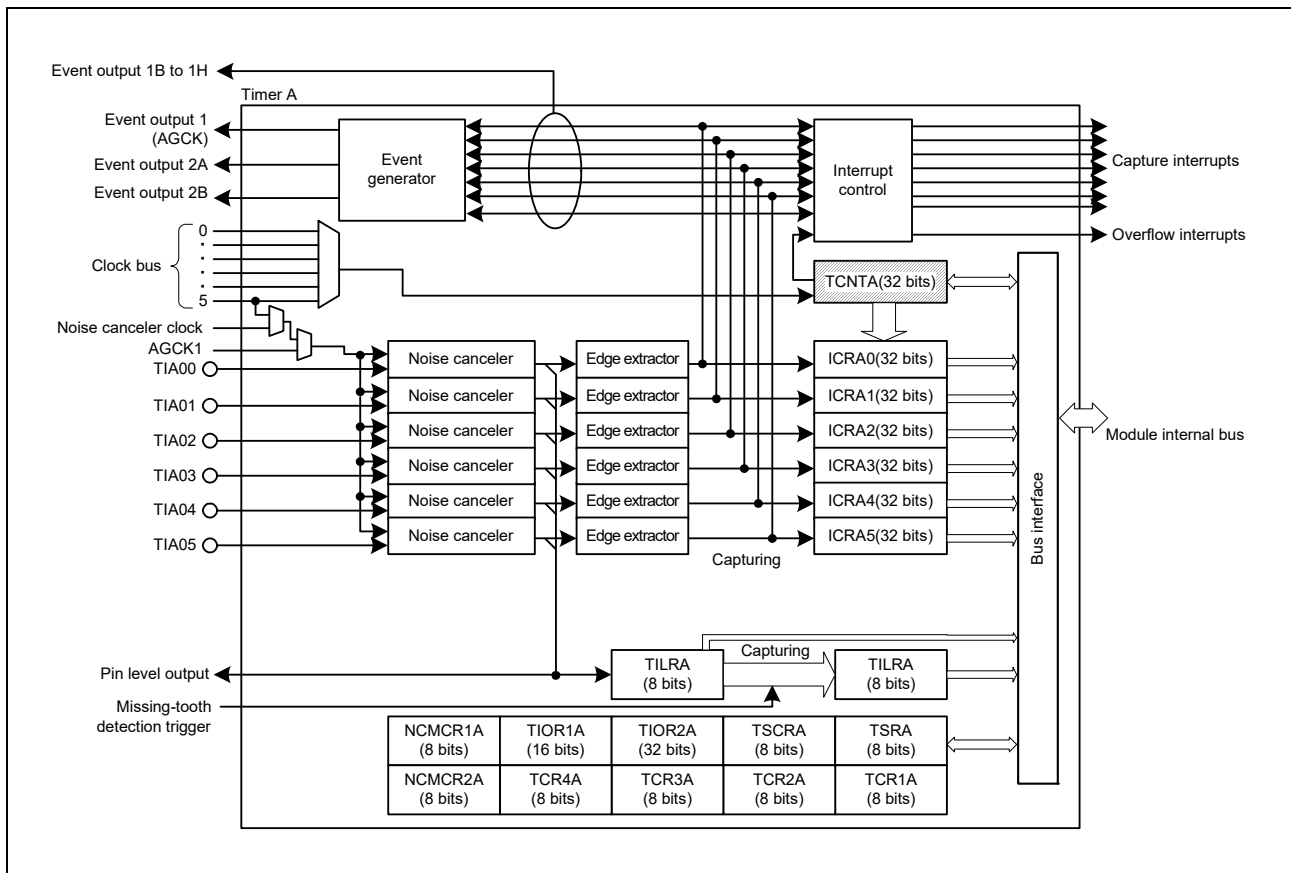 Event output 1B to 1H
Timer A
Event output 1
(AGCK)
Event output 2A
Event output 2B
Event
generator
Interrupt
control
Capture interrupts
Overflow interrupts
Clock bus
0
.
.
.
.
5
TCNTA(32 bits)
Noise canceler clock
AGCK1
TIA00
TIA01
TIA02
TIA03
TIA04
TIA05
Noise canceler
Edge extractor
ICRA0(32 bits)
Noise canceler
Edge extractor
ICRA1(32 bits)
Noise canceler
Edge extractor
ICRA2(32 bits)
Noise canceler
Edge extractor
ICRA3(32 bits)
Noise canceler
Edge extractor
ICRA4(32 bits)
Noise canceler
Edge extractor
ICRA5(32 bits)
Capturing
Module internal bus
Bus interface
Pin level output
TILRA
(8 bits)
Capturing
TILRA
(8 bits)
Missing-tooth
detection trigger
NCMCR1A
(8 bits)
TIOR1A
(16 bits)
TIOR2A
(32 bits)
TSCRA
(8 bits)
TSRA
(8 bits)
NCMCR2A
(8 bits)
TCR4A
(8 bits)
TCR3A
(8 bits)
TCR2A
(8 bits)
TCR1A
(8 bits)